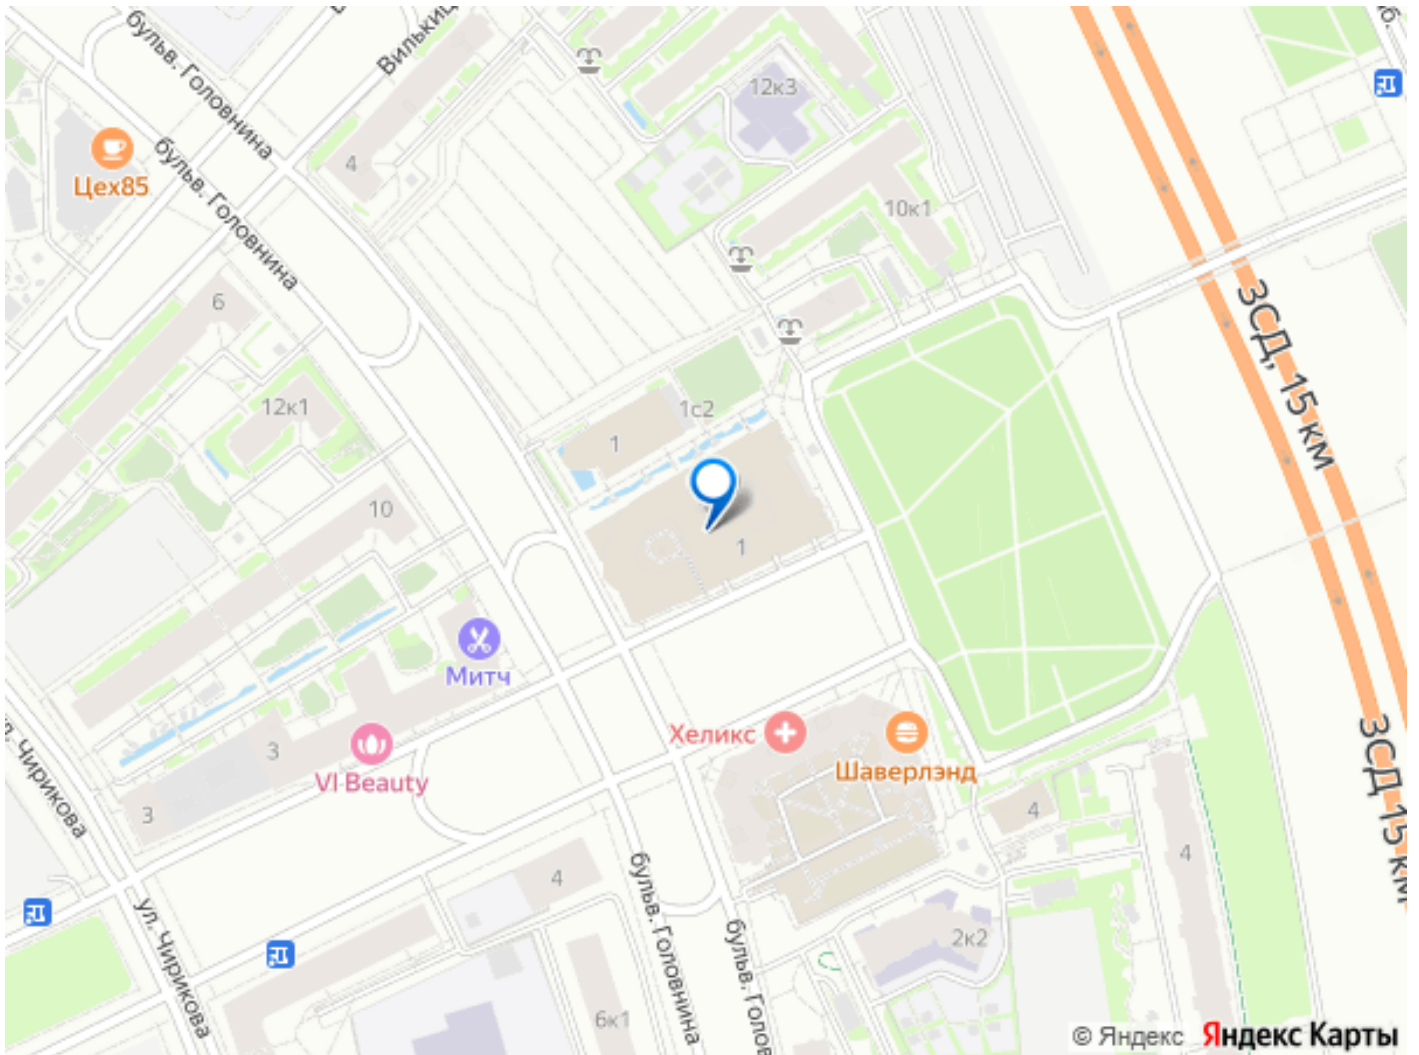 бульв. Головнина
Вилькиц
12к3
4
Цех85
бульв. Головнина
10к1
6
ЗСД, 15 км
12к1
1с2
1
10
1
Митч
Хеликс
Шаверлэнд
3
VI Beauty
ул. Чирикова
3
4
4
ЗСД 15 км
4
бульв. Головнина
ул. Чирикова
бульв. Голов
2к2
6к1
© Яндекс Яндекс Карты